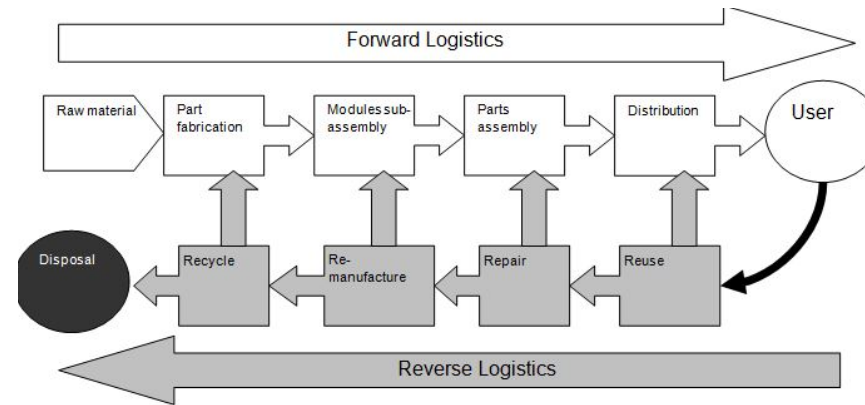 Forward Logistics
Raw material
Part
fabrication
Modules sub-
assembly
Parts
assembly
Distribution
User
Disposal
Recycle
Re-
manufacture
Repair
Reuse
Reverse Logistics